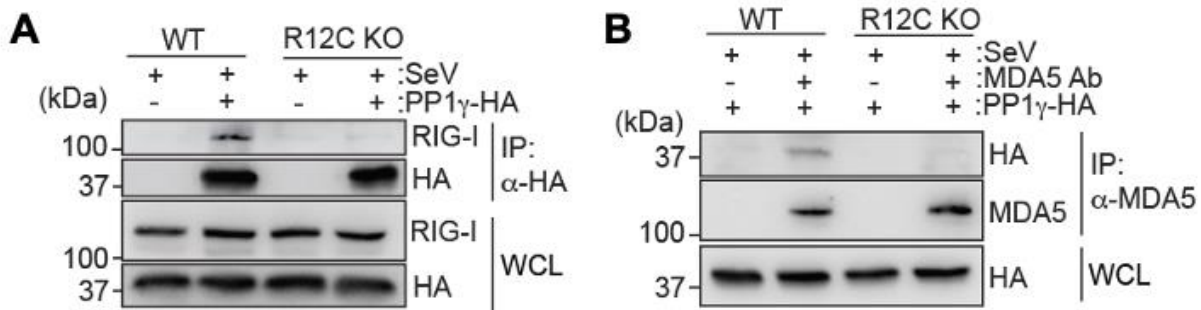 A
WT R12C KO
+ + + + :SeV
(kDa) - + - + :PP1γ-HA
100 RIG-I
37 HA
IP: α-HA
RIG-I
100
37 HA
WCL
B
WT R12C KO
+ + + + :SeV
- + - + :MDA5 Ab
(kDa) + + + + :PP1γ-HA
37 HA
MDA5
100
IP: α-MDA5
37 HA WCL